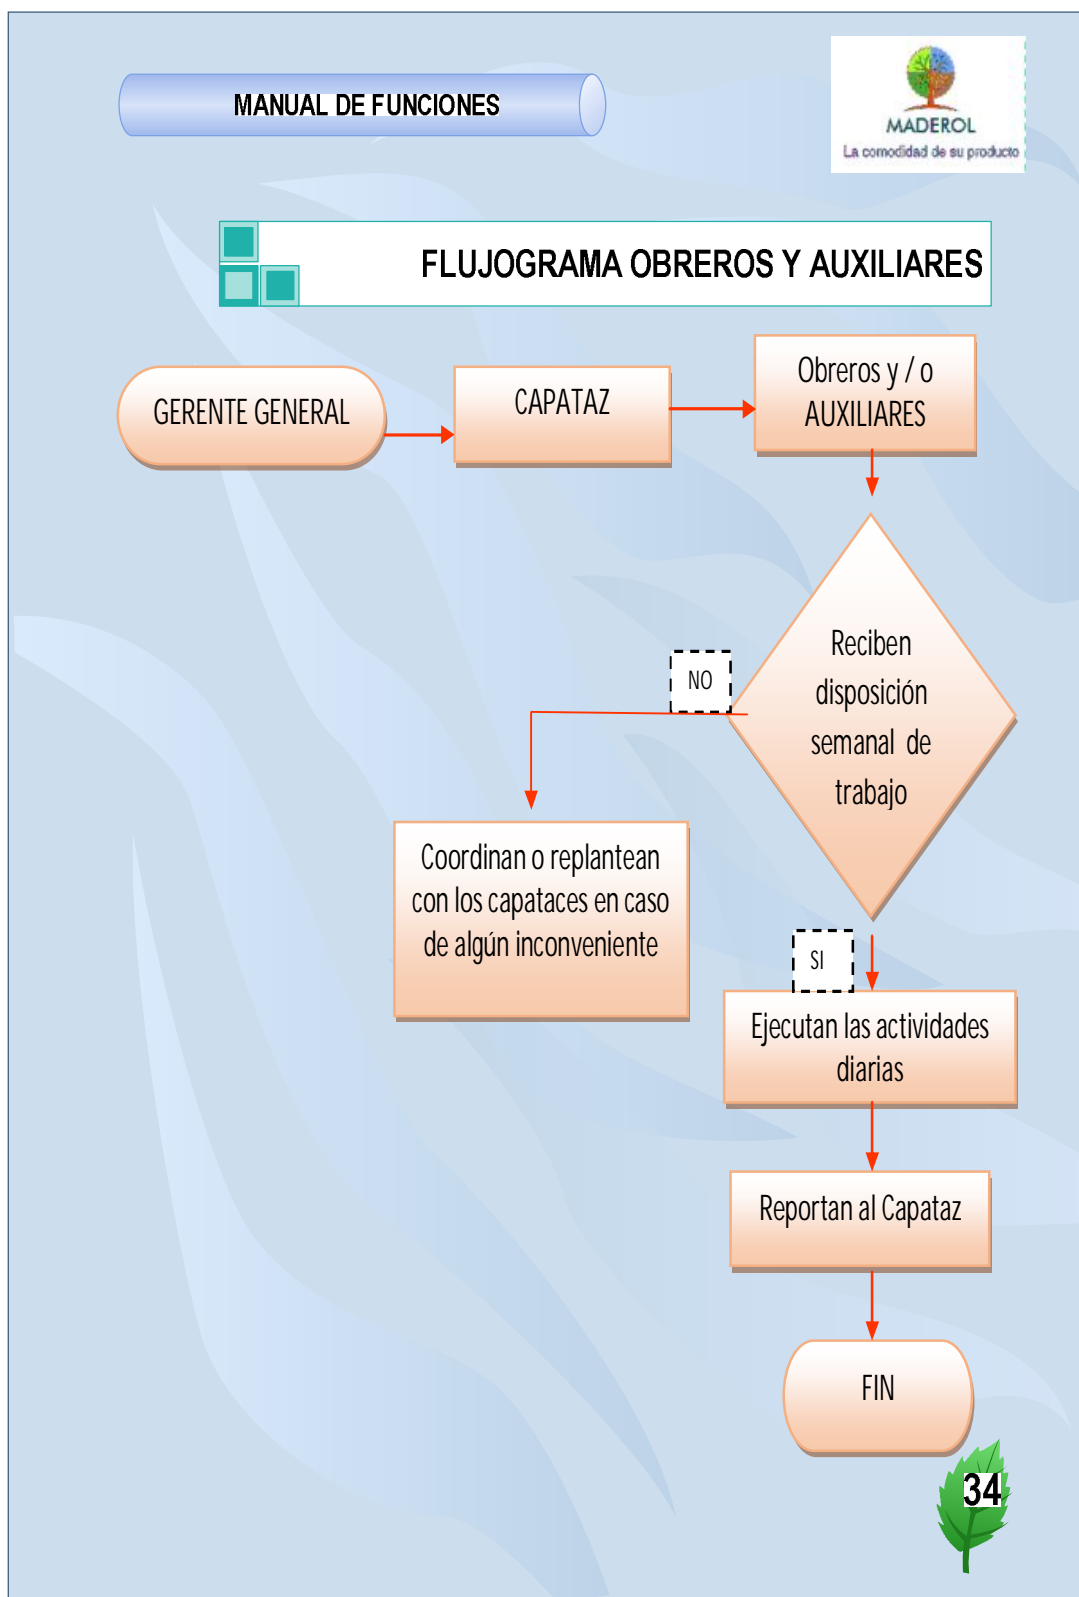 MANUAL DE FUNCIONES
MADEROL
La comodidad de su producto
FLUJOGRAMA OBREROS Y AUXILIARES
GERENTE GENERAL
CAPATAZ
Obreros y / o
AUXILIARES
Reciben
disposición
semanal de
trabajo
NO
Coordinan o replantean
con los capataces en caso
de algún inconveniente
SI
Ejecutan las actividades
diarias
Reportan al Capataz
FIN
34